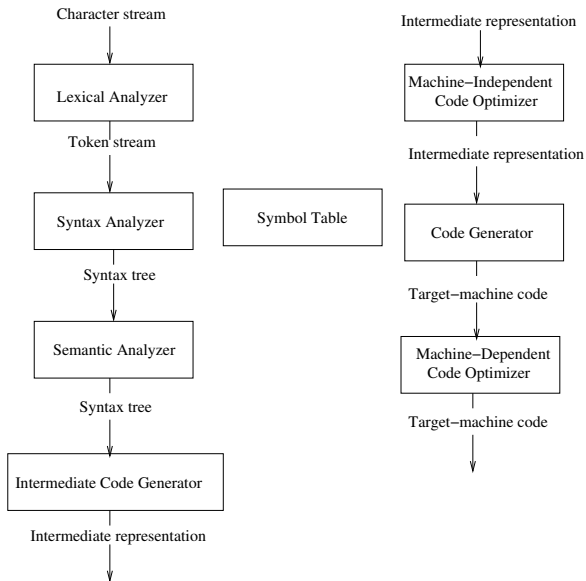 Character stream
Lexical Analyzer
Token stream
Syntax Analyzer
Syntax tree
Semantic Analyzer
Syntax tree
Intermediate Code Generator
Intermediate representation
Symbol Table
Intermediate representation
Machine−Independent
Code Optimizer
Intermediate representation
Code Generator
Target−machine code
Machine−Dependent
Code Optimizer
Target−machine code